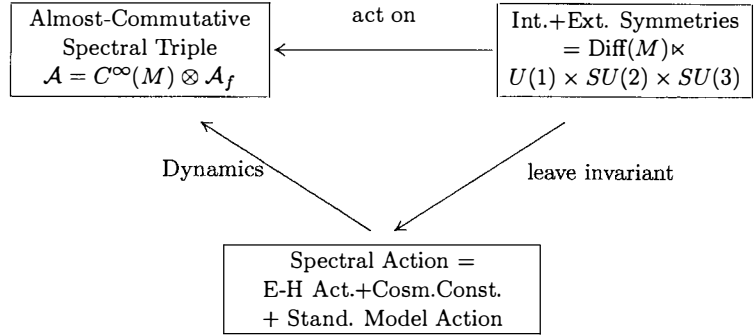 Almost-Commutative
Spectral Triple
𝒜 = C^∞(M) ⊗ 𝒜_f
act on
Int.+Ext. Symmetries
= Diff(M)⋉
U(1) × SU(2) × SU(3)
Dynamics
leave invariant
Spectral Action =
E-H Act.+Cosm.Const.
+ Stand. Model Action